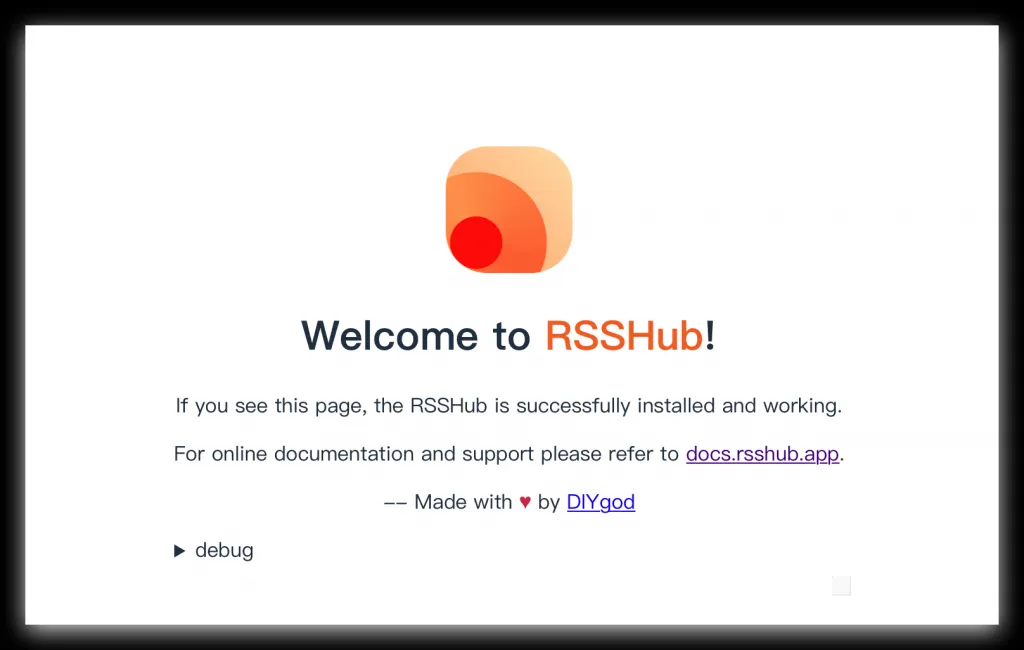 Welcome to RSSHub!
If you see this page, the RSSHub is successfully installed and working.
For online documentation and support please refer to docs.rsshub.app.
-- Made with ♥ by DIYgod
▶ debug